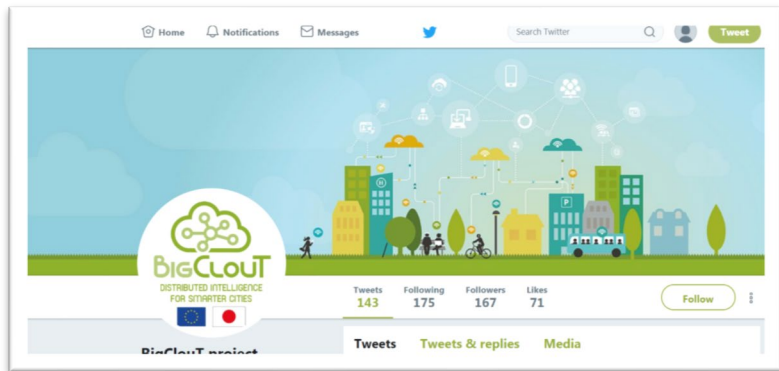 Home Notifications Messages Search Twitter Tweet
H
P
BIGCLOUT
DISTRIBUTED INTELLIGENCE
FOR SMARTER CITIES
Tweets Following Followers Likes
143 175 167 71
Follow
BigClouT project
Tweets Tweets & replies Media